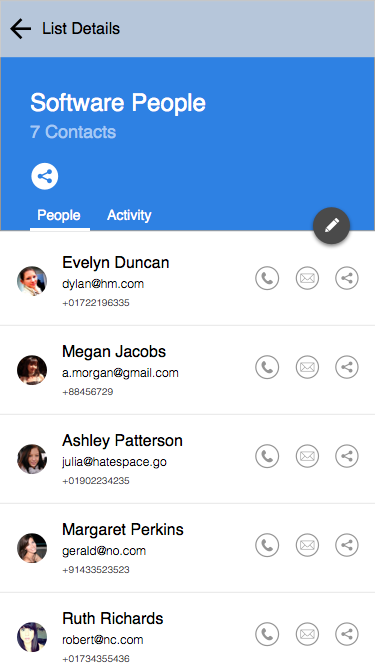 List Details
Software People
7 Contacts
People Activity
Evelyn Duncan
dylan@hm.com
+01722196335
Megan Jacobs
a.morgan@gmail.com
+88456729
Ashley Patterson
julia@hatespace.go
+01902234235
Margaret Perkins
gerald@no.com
+91433523523
Ruth Richards
robert@nc.com
+01734355436